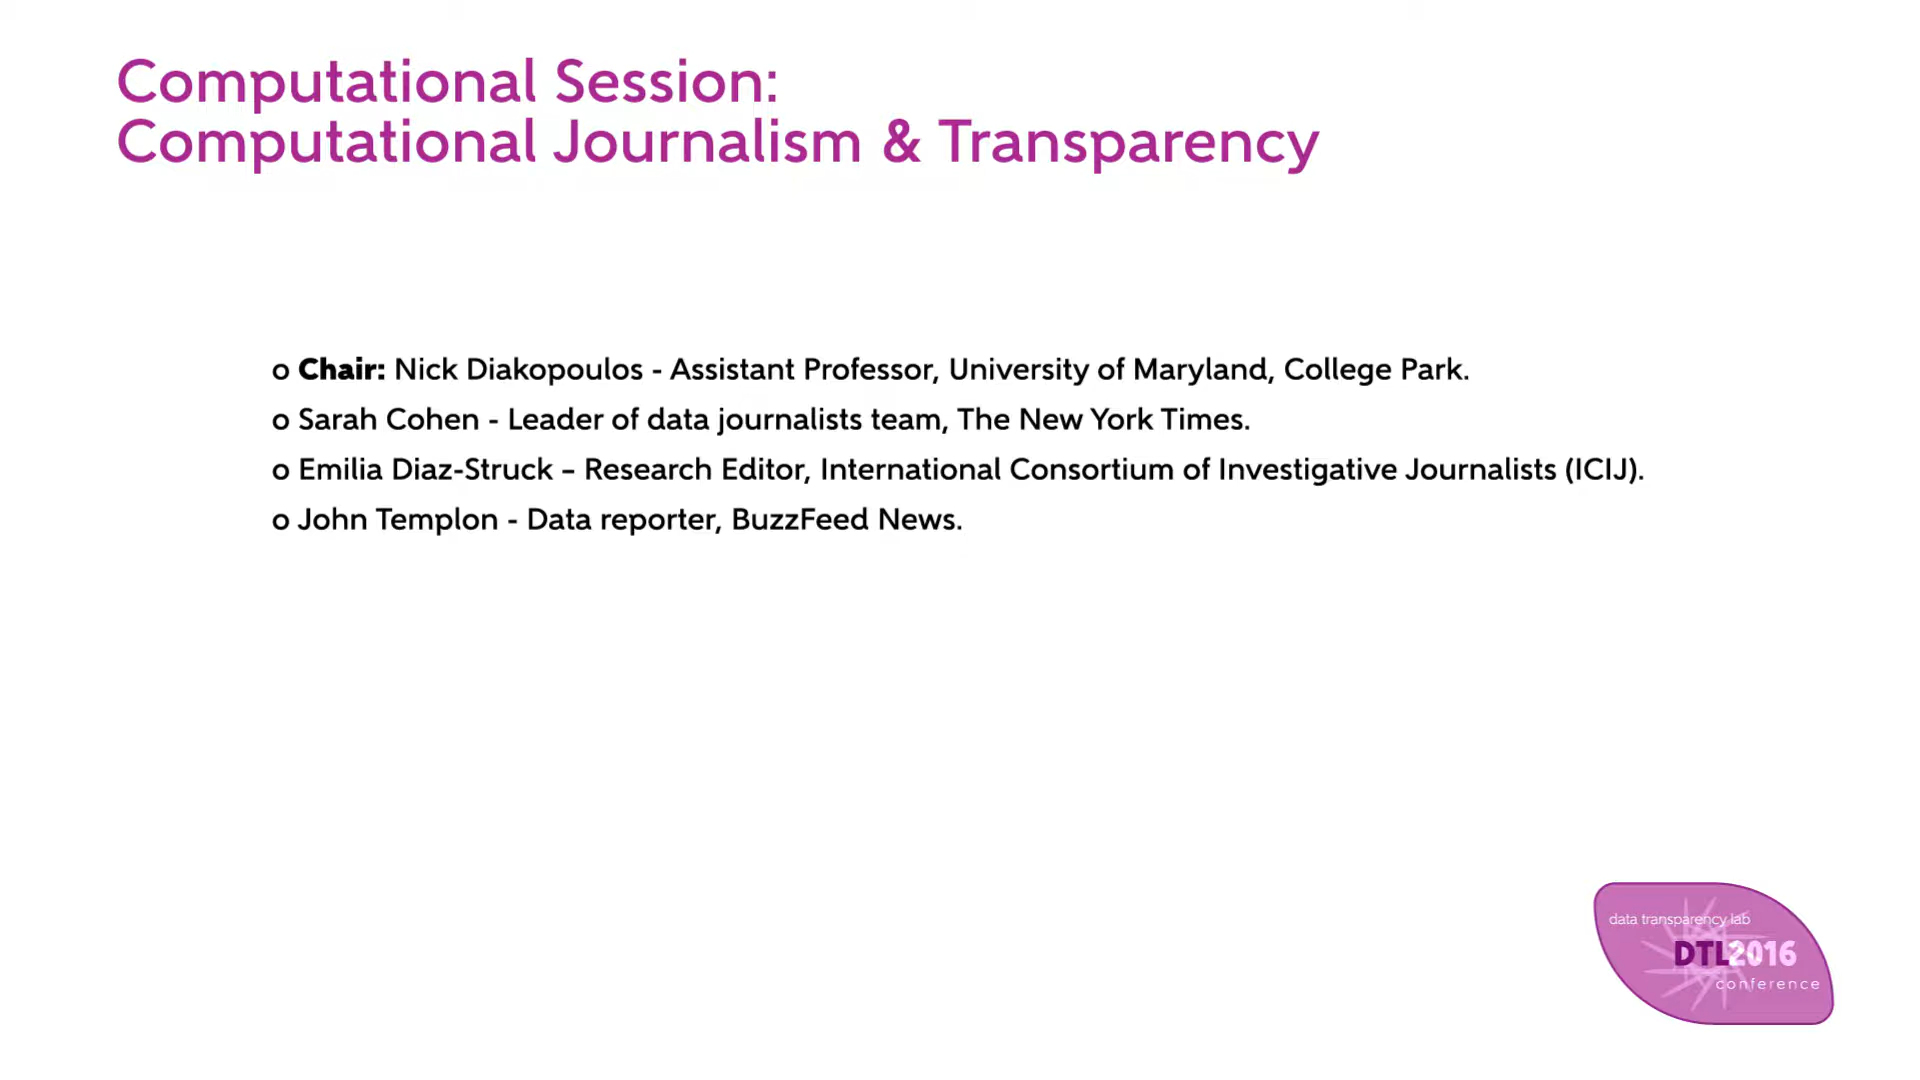 Computational Session:
Computational Journalism & Transparency
o Chair: Nick Diakopoulos - Assistant Professor, University of Maryland, College Park.
o Sarah Cohen - Leader of data journalists team, The New York Times.
o Emilia Diaz-Struck – Research Editor, International Consortium of Investigative Journalists (ICIJ).
o John Templon - Data reporter, BuzzFeed News.
data transparency lab
DTL2016
conference